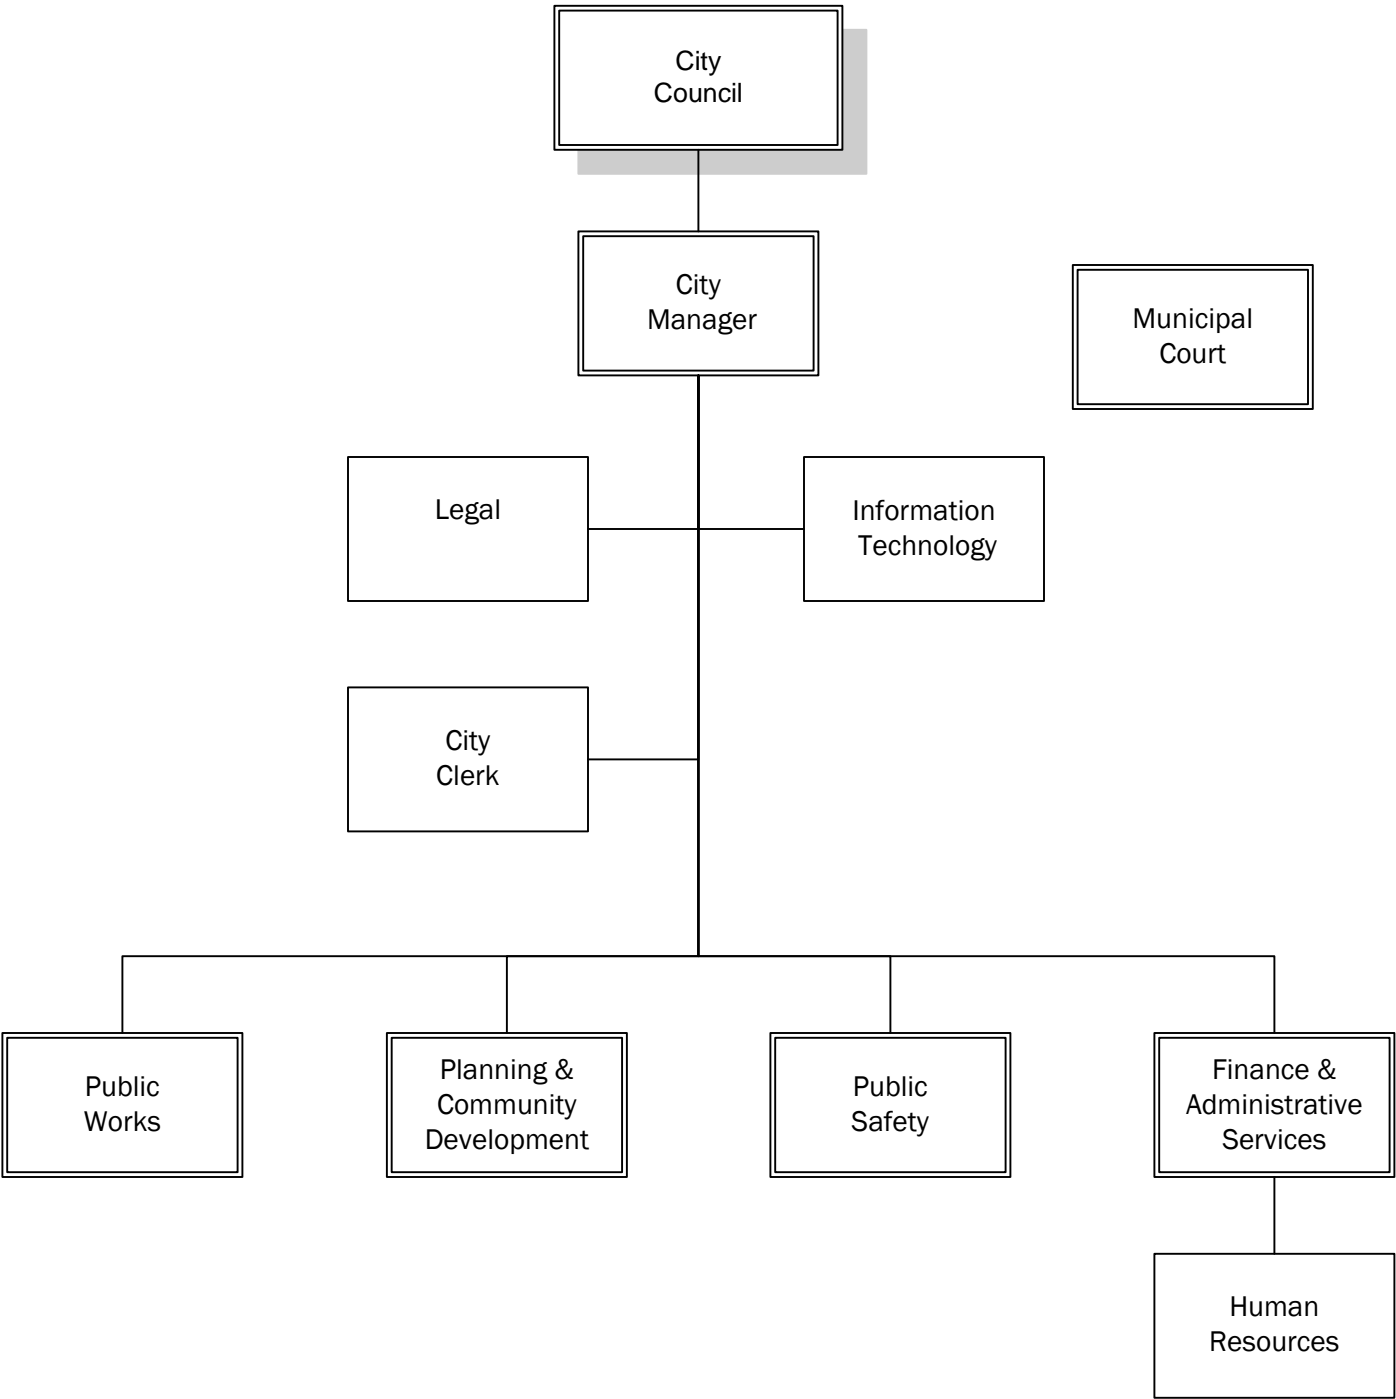 City
Council
City
Manager
Municipal
Court
Legal
Information
Technology
City
Clerk
Public
Works
Planning &
Community
Development
Public
Safety
Finance &
Administrative
Services
Human
Resources